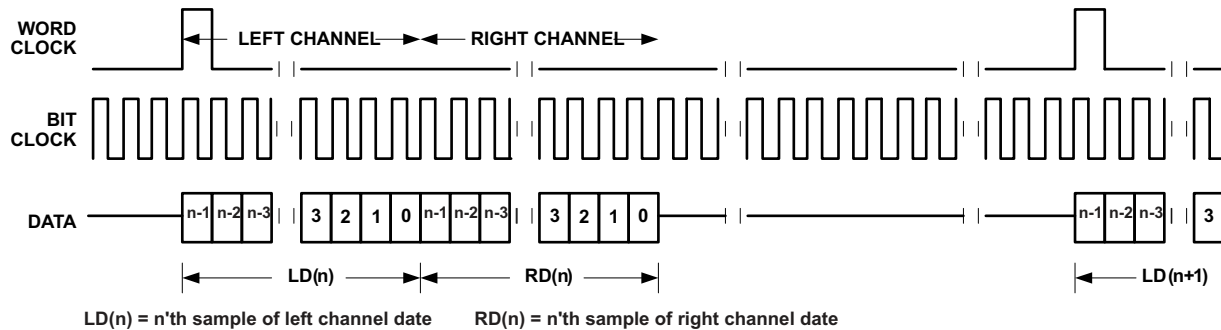 WORD CLOCK
LEFT CHANNEL RIGHT CHANNEL
BIT CLOCK
DATA
n-1 n-2 n-3 3 2 1 0 n-1 n-2 n-3 3 2 1 0 n-1 n-2 n-3 3
LD(n) RD(n) LD(n+1)
LD(n) = n'th sample of left channel date RD(n) = n'th sample of right channel date